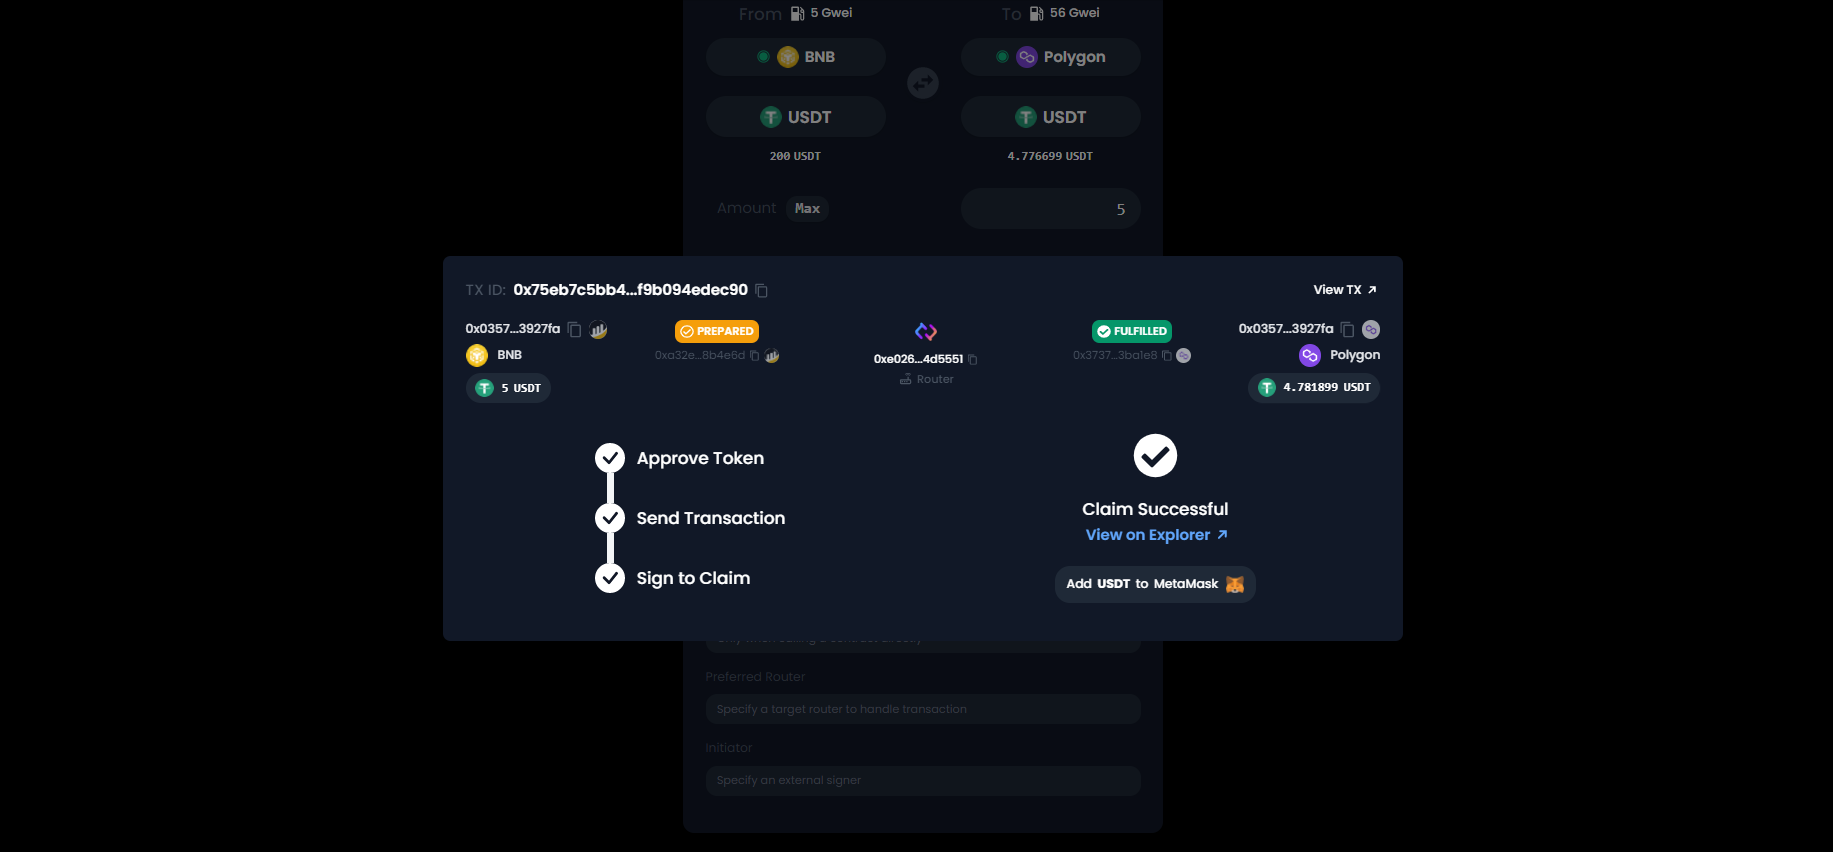 From 5 Gwei To 56 Gwei
BNB Polygon
USDT USDT
200 USDT 4.776699 USDT
Amount Max 5
TX ID: 0x75eb7c5bb4...f9b094edec90 View TX
0x0357...3927fa PREPARED FULFILLED 0x0357...3927fa
BNB 0xa32e...8b4e6d 0xe026...4d5551 0x3737...3ba1e8 Polygon
Router
5 USDT 4.781899 USDT
Approve Token
Send Transaction
Sign to Claim
Claim Successful
View on Explorer
Add USDT to MetaMask
Preferred Router
Specify a target router to handle transaction
Initiator
Specify an external signer